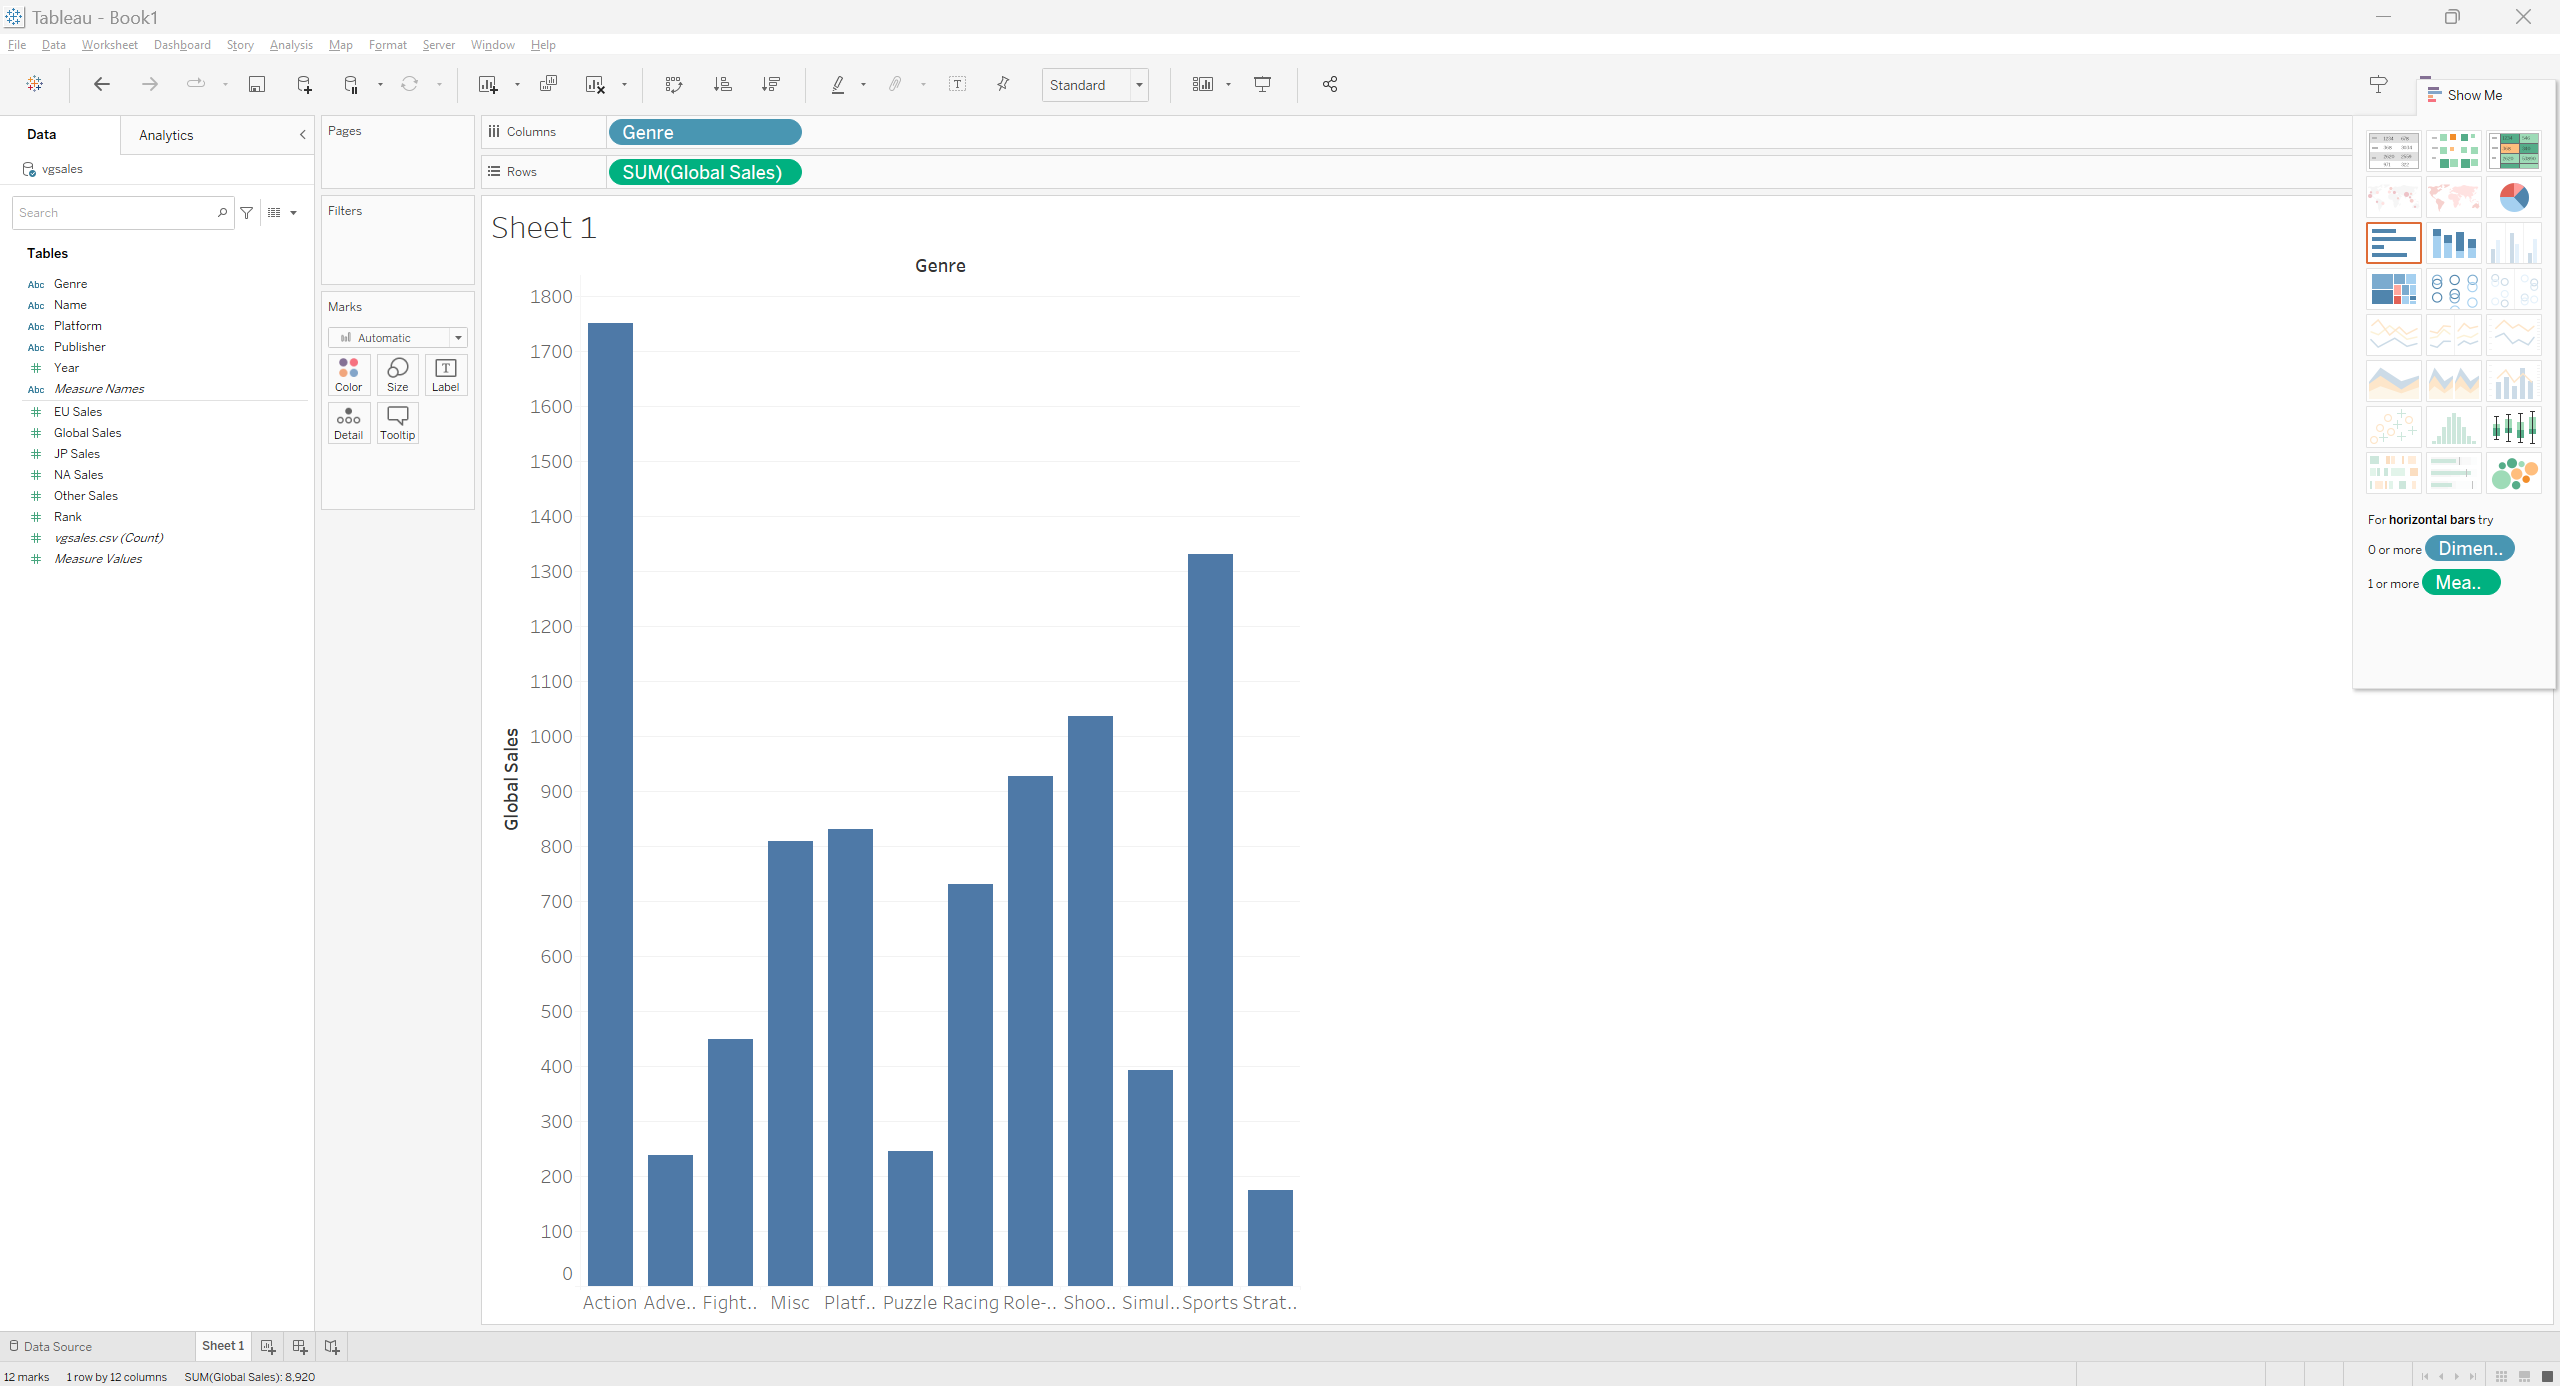 Tableau - Book1
File Data Worksheet Dashboard Story Analysis Map Format Server Window Help
Standard
Show Me
Data Analytics
vgsales
Search
Tables
Abc Genre
Abc Name
Abc Platform
Abc Publisher
# Year
Abc Measure Names
# EU Sales
# Global Sales
# JP Sales
# NA Sales
# Other Sales
# Rank
# vgsales.csv (Count)
# Measure Values
Pages
Filters
Marks
Automatic
Color Size Label
Detail Tooltip
Columns Genre
Rows SUM(Global Sales)
Sheet 1
Genre
1800
1700
1600
1500
1400
1300
1200
1100
1000
900
800
700
600
500
400
300
200
100
0
Global Sales
Action Adve.. Fight.. Misc Platf.. Puzzle Racing Role-.. Shoo.. Simul.. Sports Strat..
For horizontal bars try
0 or more Dimen..
1 or more Mea..
Data Source Sheet 1
12 marks 1 row by 12 columns SUM(Global Sales): 8,920